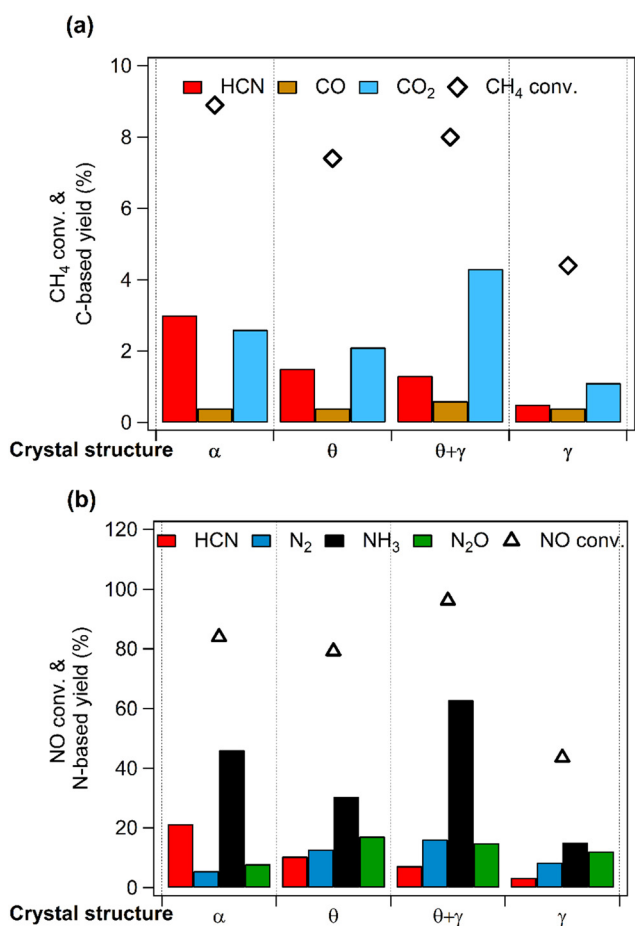 (a)
10
HCN CO CO₂ CH₄ conv.
8
6
4
2
0
CH₄ conv. &
C-based yield (%)
Crystal structure α θ θ+γ γ
(b)
120
HCN N₂ NH₃ N₂O NO conv.
100
80
60
40
20
0
NO conv. &
N-based yield (%)
Crystal structure α θ θ+γ γ